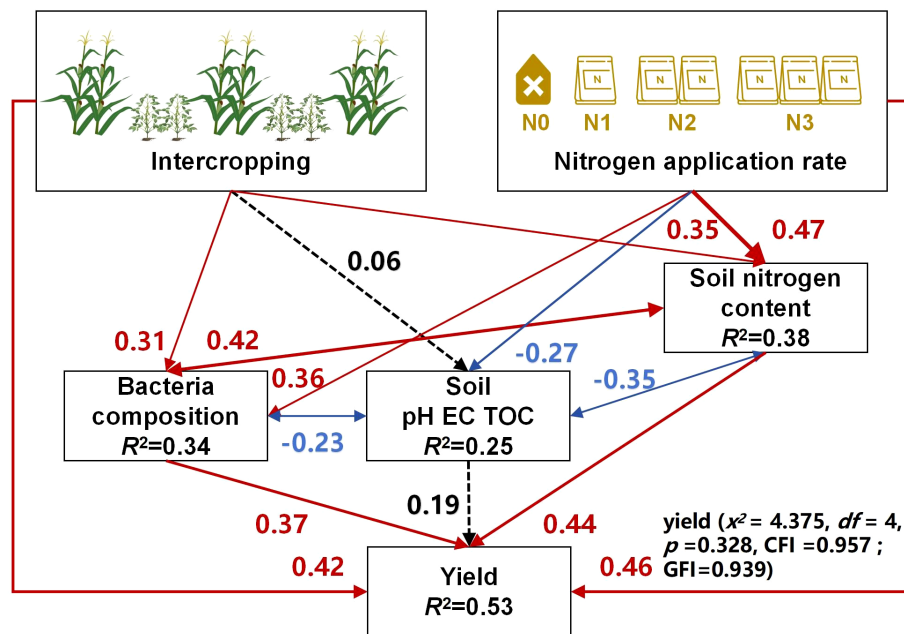 N N N N N N
N0 N1 N2 N3
Intercropping
Nitrogen application rate
0.35 0.47
0.06
Soil nitrogen
content
R²=0.38
0.31 0.42
-0.27
0.36
-0.35
Bacteria
composition
R²=0.34
-0.23
Soil
pH EC TOC
R²=0.25
0.19
0.37
0.44
yield (x² = 4.375, df = 4,
p =0.328, CFI =0.957 ;
GFI=0.939)
0.42
0.46
Yield
R²=0.53